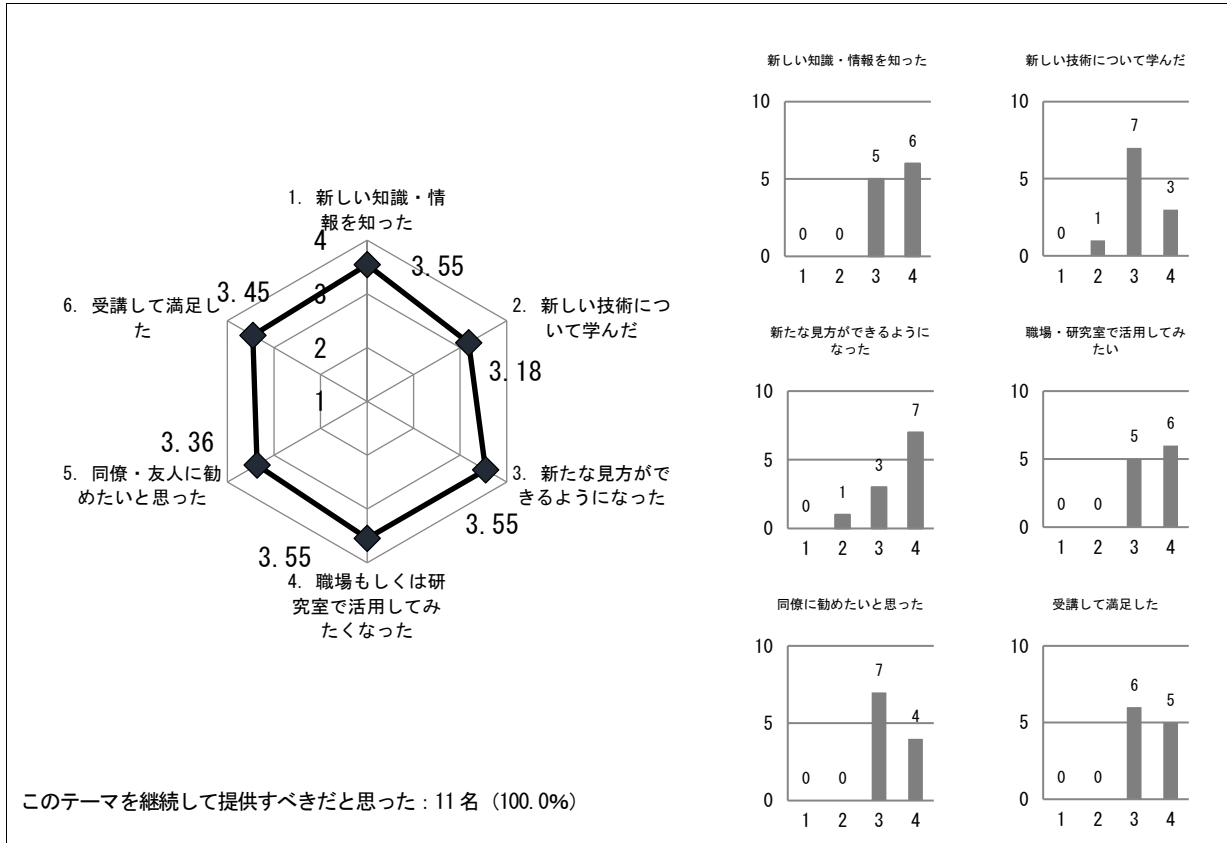 1. 新しい知識・情
報を知った
4
3.55
3.45
3
6. 受講して満足し
た
2. 新しい技術につ
いて学んだ
2
3.18
1
3.36
5. 同僚・友人に勧
めたいと思った
3. 新たな見方がで
きるようになった
3.55
3.55
4. 職場もしくは研
究室で活用してみ
たくなった
このテーマを継続して提供すべきだと思った：11 名（100.0%）
新しい知識・情報を知った
10
5
0
0
0
5
6
1 2 3 4
新しい技術について学んだ
10
5
0
0
1
7
3
1 2 3 4
新たな見方ができるように
なった
10
5
0
0
1
3
7
1 2 3 4
職場・研究室で活用してみ
たい
10
5
0
0
0
5
6
1 2 3 4
同僚に勧めたいと思った
10
5
0
0
0
7
4
1 2 3 4
受講して満足した
10
5
0
0
0
6
5
1 2 3 4